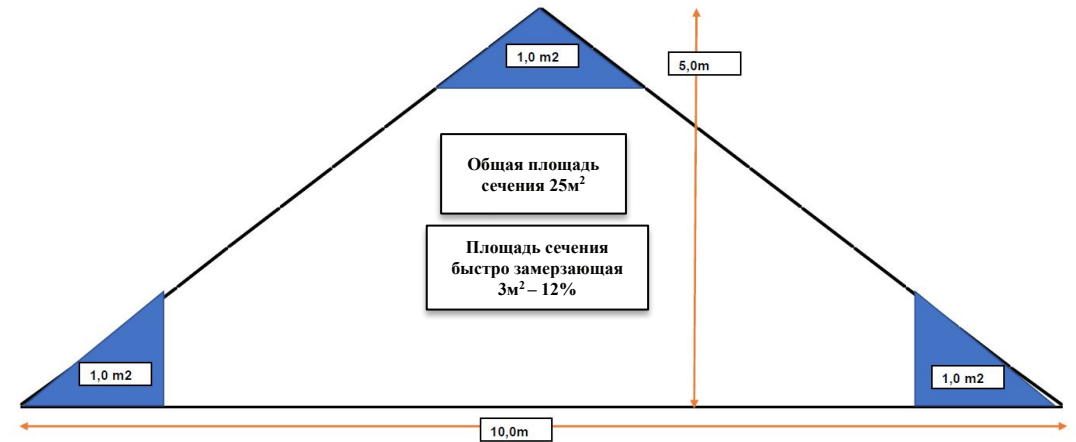 1,0 m2
5,0m
Общая площадь
сечения 25м²
Площадь сечения
быстро замерзающая
3м² – 12%
1,0 m2
1,0 m2
10,0m